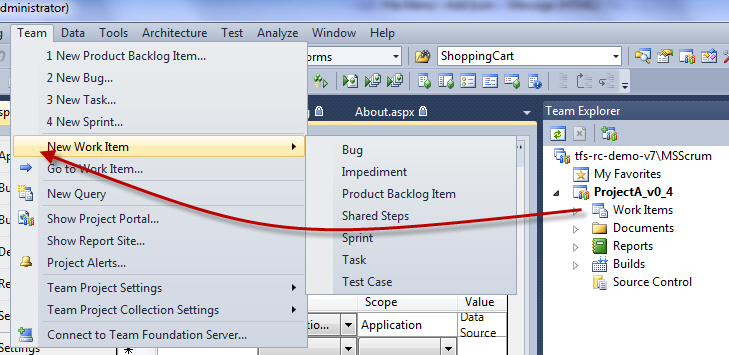 dministrator)
Team Data Tools Architecture Test Analyze Window Help
1 New Product Backlog Item...
2 New Bug...
3 New Task...
4 New Sprint...
New Work Item
Go to Work Item...
New Query
Show Project Portal...
Show Report Site...
Project Alerts...
Team Project Settings
Team Project Collection Settings
Connect to Team Foundation Server...
Bug
Impediment
Product Backlog Item
Shared Steps
Sprint
Task
Test Case
orms
ShoppingCart
About.aspx
Scope Value
Application Data
Source
Team Explorer
tfs-rc-demo-v7\MSScrum
My Favorites
ProjectA_v0_4
Work Items
Documents
Reports
Builds
Source Control